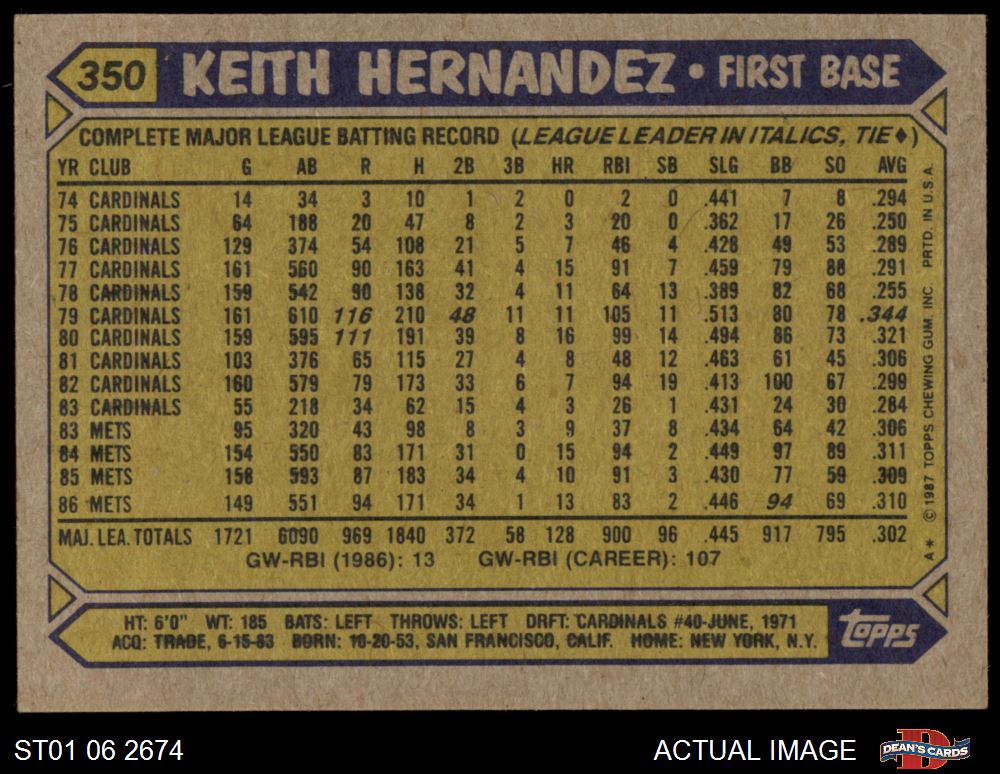 350 KEITH HERNANDEZ • FIRST BASE
COMPLETE MAJOR LEAGUE BATTING RECORD (LEAGUE LEADER IN ITALICS, TIE♦)
YR CLUB G AB R H 2B 3B HR RBI SB SLG BB SO AVG
74 CARDINALS 14 34 3 10 1 2 0 2 0 .441 7 8 .294
75 CARDINALS 64 188 20 47 8 2 3 20 0 .362 17 26 .250
76 CARDINALS 129 374 54 108 21 5 7 46 4 .428 49 53 .289
77 CARDINALS 161 560 90 163 41 4 15 91 7 .459 79 88 .291
78 CARDINALS 159 542 90 138 32 4 11 64 13 .389 82 68 .255
79 CARDINALS 161 610 116 210 48 11 11 105 11 .513 80 78 .344
80 CARDINALS 159 595 111 191 39 8 16 99 14 .494 86 73 .321
81 CARDINALS 103 376 65 115 27 4 8 48 12 .463 61 45 .306
82 CARDINALS 160 579 79 173 33 6 7 94 19 .413 100 67 .299
83 CARDINALS 55 218 34 62 15 4 3 26 1 .431 24 30 .284
83 METS 95 320 43 98 8 3 9 37 8 .434 64 42 .306
84 METS 154 550 83 171 31 0 15 94 2 .449 97 89 .311
85 METS 158 593 87 183 34 4 10 91 3 .430 77 59 .309
86 METS 149 551 94 171 34 1 13 83 2 .446 94 69 .310
MAJ. LEA. TOTALS 1721 6090 969 1840 372 58 128 900 96 .445 917 795 .302
GW-RBI (1986): 13 GW-RBI (CAREER): 107
A* © 1987 TOPPS CHEWING GUM, INC. PRTD. IN U.S.A.
HT: 6'0" WT: 185 BATS: LEFT THROWS: LEFT DRFT: CARDINALS #40-JUNE, 1971
ACQ: TRADE, 6-15-83 BORN: 10-20-53, SAN FRANCISCO, CALIF. HOME: NEW YORK, N.Y.
topps
ST01 06 2674
ACTUAL IMAGE
D
DEAN'S CARDS